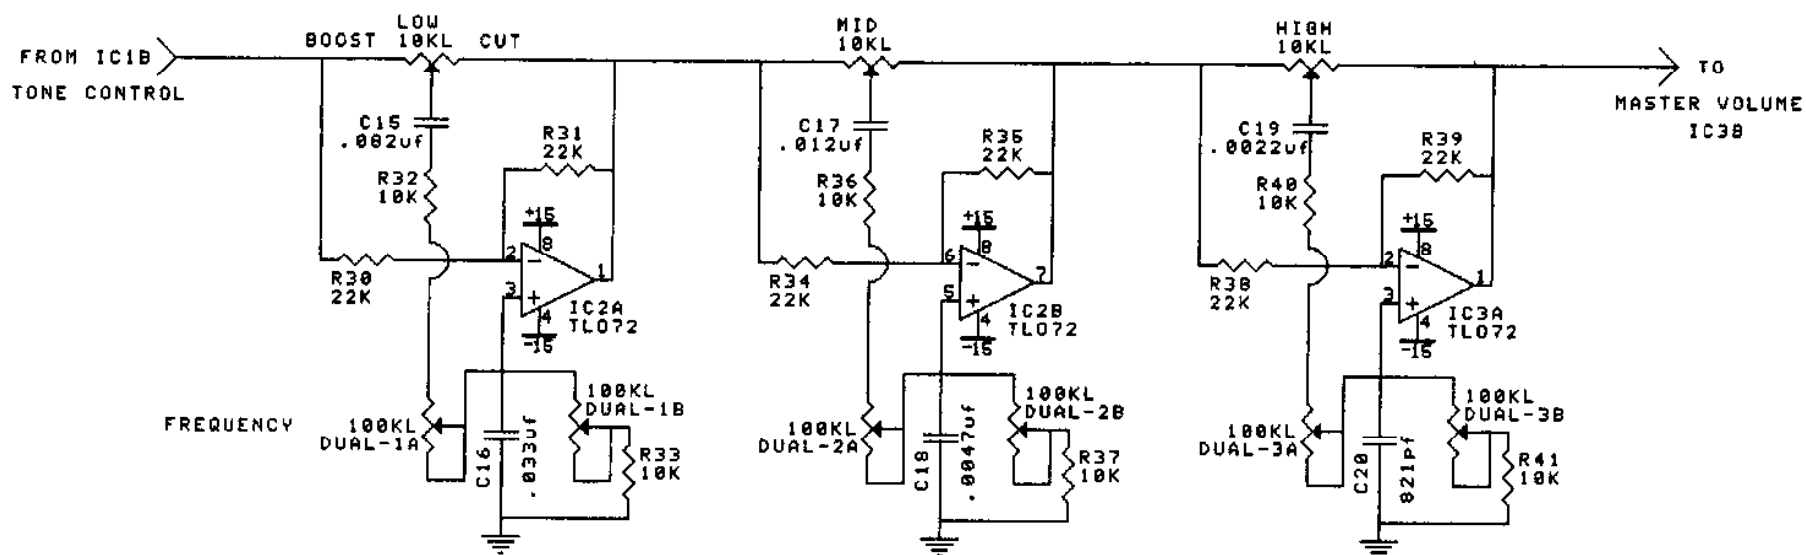 FROM IC1B
TONE CONTROL
BOOST
LOW
10KL
CUT
MID
10KL
HIGH
10KL
TO
MASTER VOLUME
IC3B
C15
.082uf
R31
22K
R32
10K
+15
8
2
-
3
+
1
4
-15
R30
22K
IC2A
TL072
C17
.012uf
R35
22K
R36
10K
+15
8
6
-
5
+
7
4
-15
R34
22K
IC2B
TL072
C19
.0022uf
R39
22K
R40
10K
+15
8
2
-
3
+
1
4
-15
R38
22K
IC3A
TL072
FREQUENCY
100KL
DUAL-1A
C16
.033uf
100KL
DUAL-1B
R33
10K
100KL
DUAL-2A
C18
.0047uf
100KL
DUAL-2B
R37
10K
100KL
DUAL-3A
C20
821pf
100KL
DUAL-3B
R41
10K